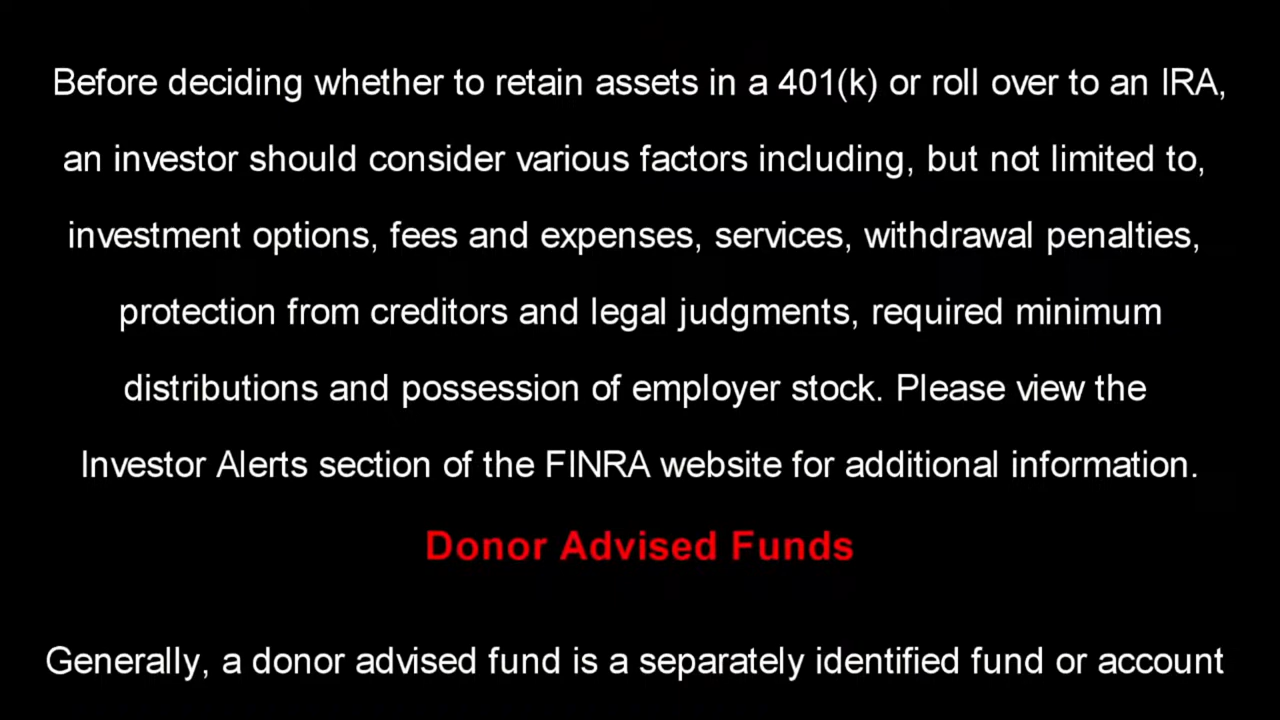 Before deciding whether to retain assets in a 401(k) or roll over to an IRA,
an investor should consider various factors including, but not limited to,
investment options, fees and expenses, services, withdrawal penalties,
protection from creditors and legal judgments, required minimum
distributions and possession of employer stock. Please view the
Investor Alerts section of the FINRA website for additional information.
Donor Advised Funds
Generally, a donor advised fund is a separately identified fund or account